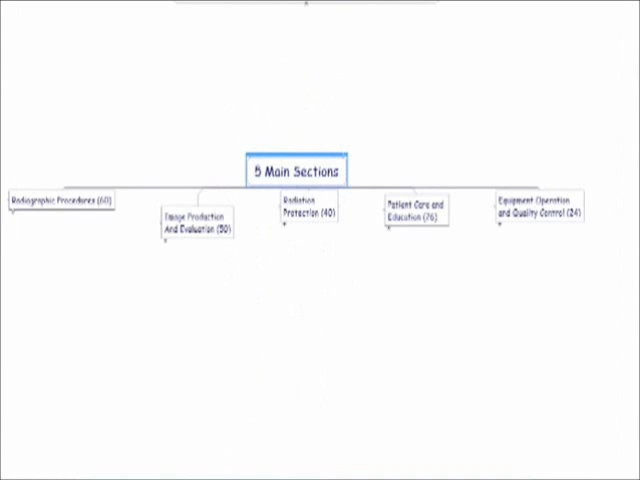 5 Main Sections
Radiographic Procedures (60)
Image Production
And Evaluation (50)
Radiation
Protection (40)
Patient Care and
Education (76)
Equipment Operation
and Quality Control (24)